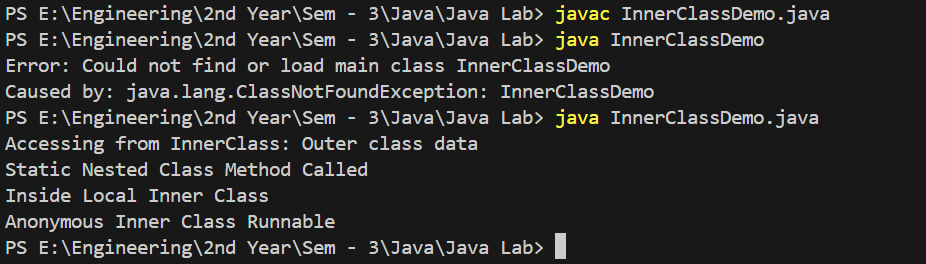 PS E:\Engineering\2nd Year\Sem - 3\Java\Java Lab> javac InnerClassDemo.java
PS E:\Engineering\2nd Year\Sem - 3\Java\Java Lab> java InnerClassDemo
Error: Could not find or load main class InnerClassDemo
Caused by: java.lang.ClassNotFoundException: InnerClassDemo
PS E:\Engineering\2nd Year\Sem - 3\Java\Java Lab> java InnerClassDemo.java
Accessing from InnerClass: Outer class data
Static Nested Class Method Called
Inside Local Inner Class
Anonymous Inner Class Runnable
PS E:\Engineering\2nd Year\Sem - 3\Java\Java Lab>